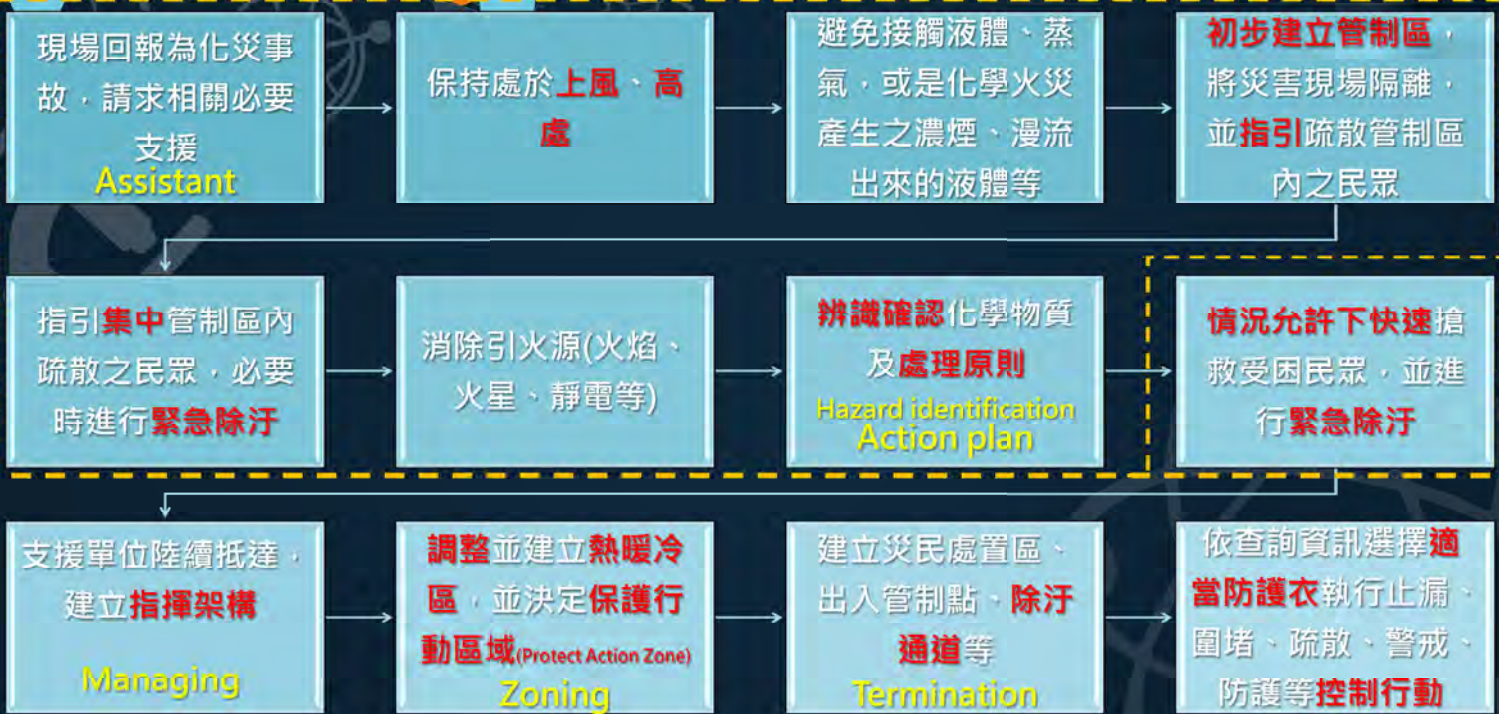 現場回報為化災事
故，請求相關必要
支援
Assistant
保持處於上風、高
處
避免接觸液體、蒸
氣，或是化學火災
產生之濃煙、漫流
出來的液體等
初步建立管制區，
將災害現場隔離，
並指引疏散管制區
內之民眾
指引集中管制區內
疏散之民眾，必要
時進行緊急除汙
消除引火源(火焰、
火星、靜電等)
辨識確認化學物質
及處理原則
Hazard identification
Action plan
情況允許下快速搶
救受困民眾，並進
行緊急除汙
支援單位陸續抵達，
建立指揮架構
Managing
調整並建立熱暖冷
區，並決定保護行
動區域(Protect Action Zone)
Zoning
建立災民處置區、
出入管制點、除汙
通道等
Termination
依查詢資訊選擇適
當防護衣執行止漏、
圍堵、疏散、警戒、
防護等控制行動